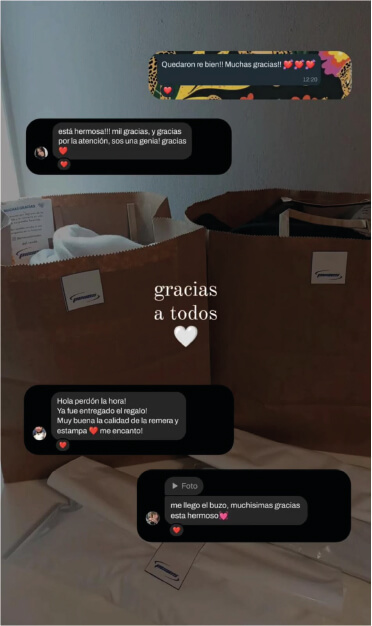 Quedaron re bien!! Muchas gracias!! ❤️❤️❤️
12:20
está hermosa!!! mil gracias, y gracias
por la atención, sos una genia! gracias
❤️
gracias
a todos
🤍
Hola perdón la hora!
Ya fue entregado el regalo!
Muy buena la calidad de la remera y
estampa ❤️ me encanto!
Foto
me llego el buzo, muchisimas gracias
esta hermoso💓